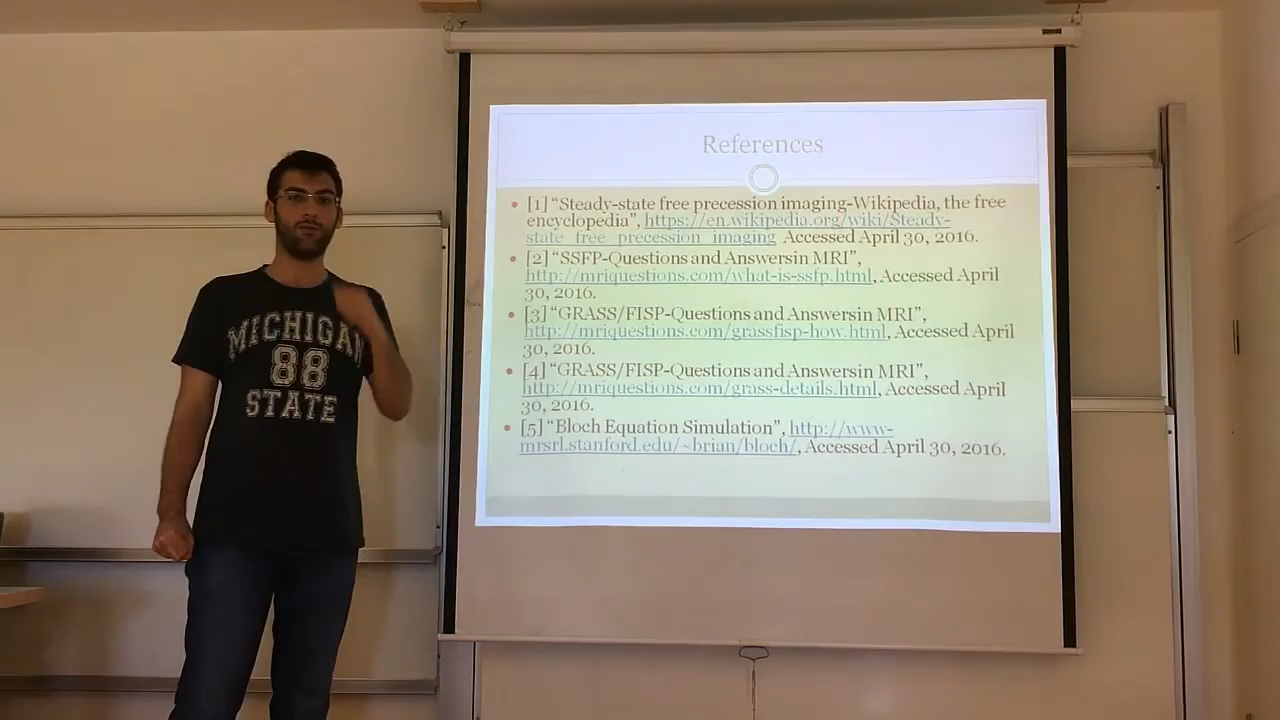 References
• [1] “Steady-state free precession imaging-Wikipedia, the free
encyclopedia”, https://en.wikipedia.org/wiki/Steady-
state_free_precession_imaging Accessed April 30, 2016.
• [2] “SSFP-Questions and Answersin MRI”,
http://mriquestions.com/what-is-ssfp.html, Accessed April
30, 2016.
• [3] “GRASS/FISP-Questions and Answersin MRI”,
http://mriquestions.com/grassfisp-how.html, Accessed April
30, 2016.
• [4] “GRASS/FISP-Questions and Answersin MRI”,
http://mriquestions.com/grass-details.html, Accessed April
30, 2016.
• [5] “Bloch Equation Simulation”, http://www-
mrsrl.stanford.edu/~brian/bloch/, Accessed April 30, 2016.
MICHIGAN
88
STATE